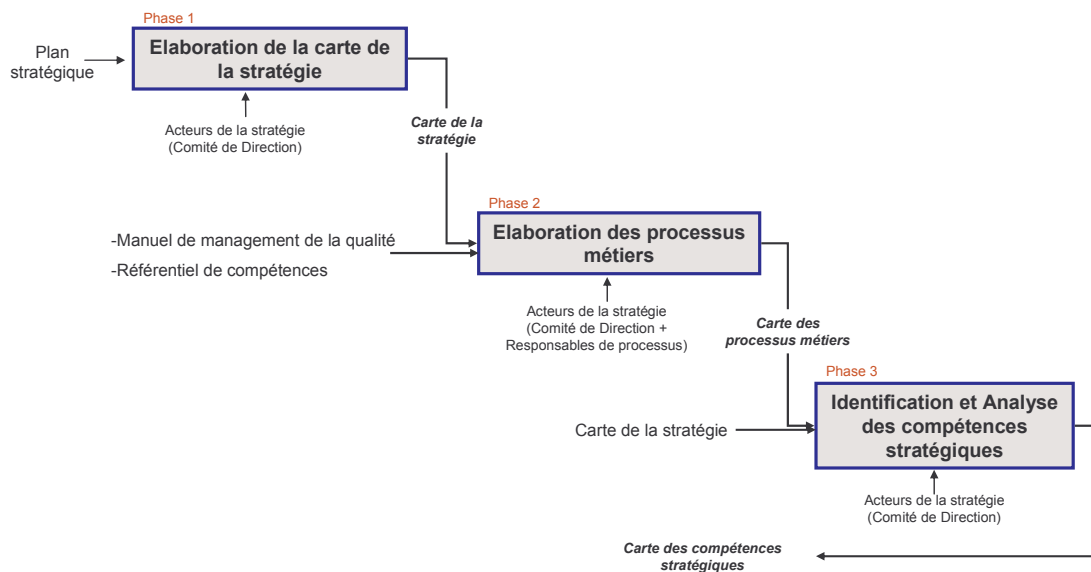 Phase 1
Elaboration de la carte de
la stratégie
Plan
stratégique
Acteurs de la stratégie
(Comité de Direction)
Carte de la
stratégie
Phase 2
Elaboration des processus
métiers
-Manuel de management de la qualité
-Référentiel de compétences
Acteurs de la stratégie
(Comité de Direction +
Responsables de processus)
Carte des
processus métiers
Phase 3
Identification et Analyse
des compétences
stratégiques
Carte de la stratégie
Acteurs de la stratégie
(Comité de Direction)
Carte des compétences
stratégiques